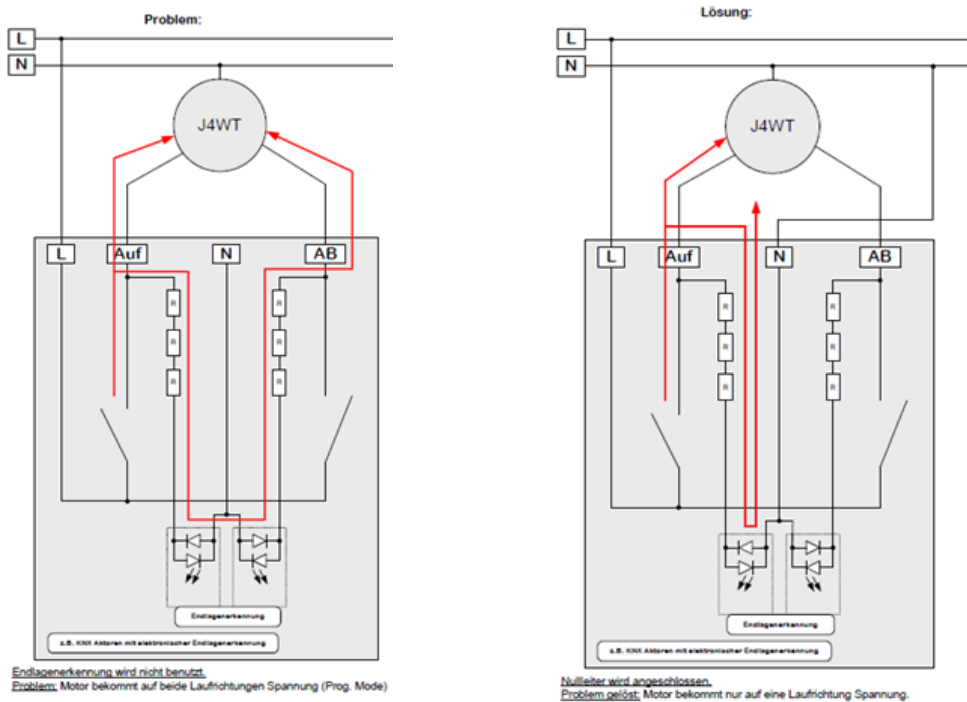 Problem:
L
N
J4WT
L
Auf
N
AB
R
R
R
R
R
R
Endlagenerkennung
z.B. KNX Aktoren mit elektronischer Endlagenerkennung
Endlagenerkennung wird nicht benutzt.
Problem: Motor bekommt auf beide Laufrichtungen Spannung (Prog. Mode)
Lösung:
L
N
J4WT
L
Auf
N
AB
R
R
R
R
R
R
Endlagenerkennung
z.B. KNX Aktoren mit elektronischer Endlagenerkennung
Nullleiter wird angeschlossen.
Problem gelöst: Motor bekommt nur auf eine Laufrichtung Spannung.